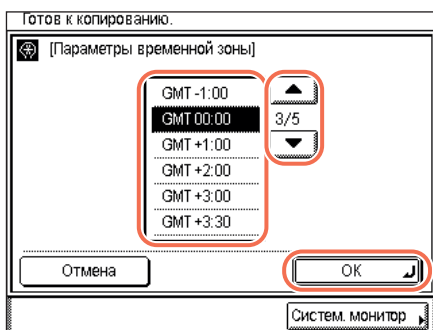 Готов к копированию.
[Параметры временной зоны]
GMT -1:00
GMT 00:00
3/5
GMT +1:00
GMT +2:00
GMT +3:00
GMT +3:30
Отмена
OK
Систем. монитор